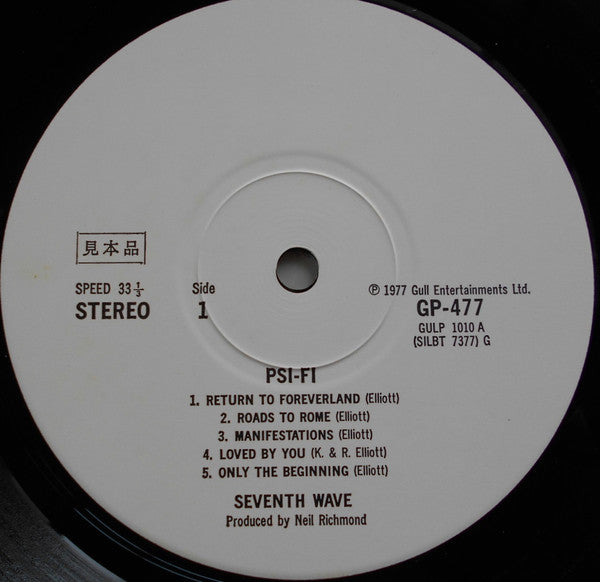 見本品
SPEED 33 1/3
STEREO
Side
1
℗ 1977 Gull Entertainments Ltd.
GP-477
GULP 1010 A
(SILBT 7377) G
PSI-FI
1. RETURN TO FOREVERLAND (Elliott)
2. ROADS TO ROME (Elliott)
3. MANIFESTATIONS (Elliott)
4. LOVED BY YOU (K. & R. Elliott)
5. ONLY THE BEGINNING (Elliott)
SEVENTH WAVE
Produced by Neil Richmond